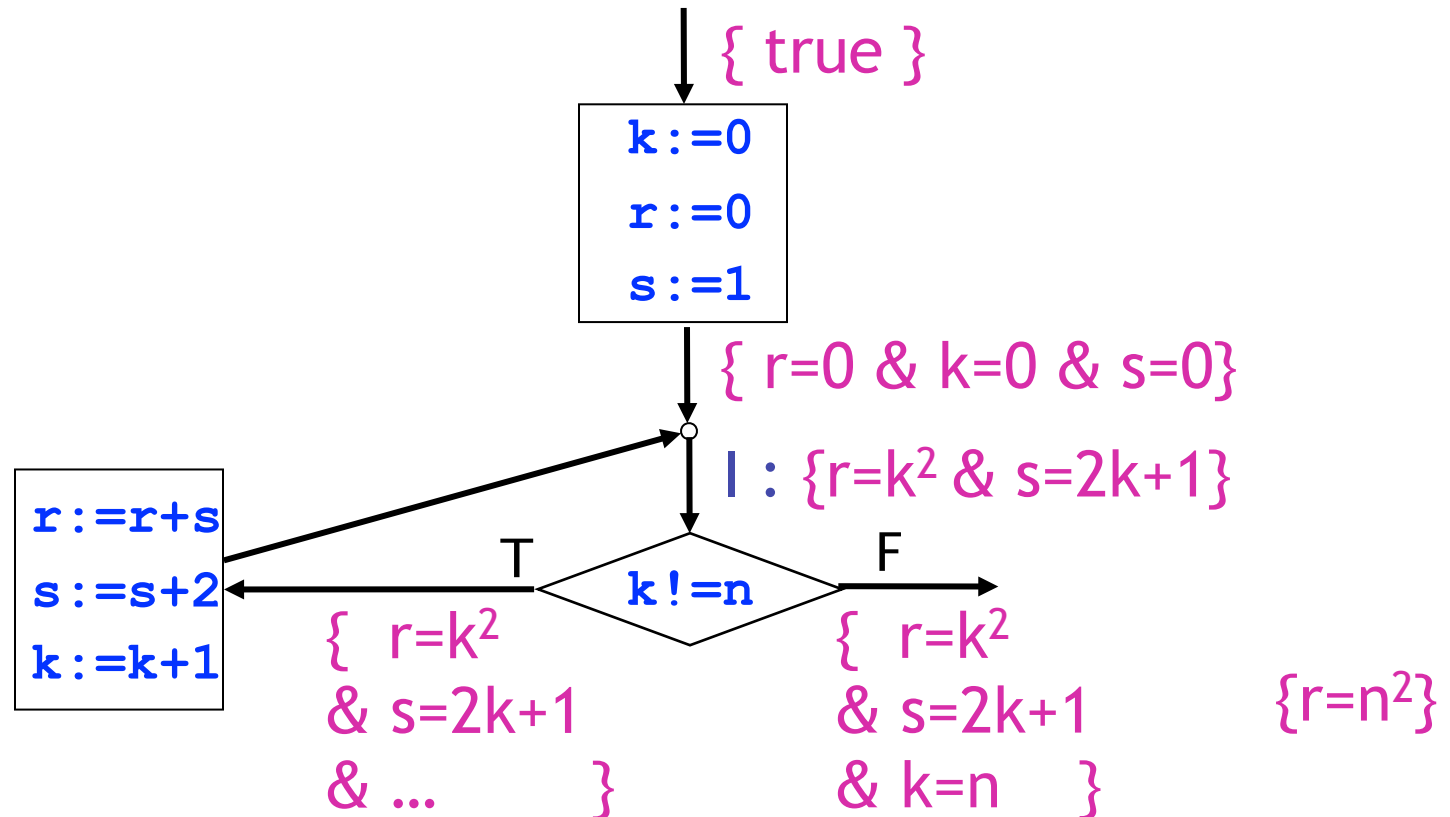 { true }
k:=0
r:=0
s:=1
{ r=0 & k=0 & s=0}
I : {r=k² & s=2k+1}
r:=r+s
s:=s+2
k:=k+1
T
k!=n
F
{ r=k²
& s=2k+1
& ... }
{ r=k²
& s=2k+1
& k=n }
{r=n²}